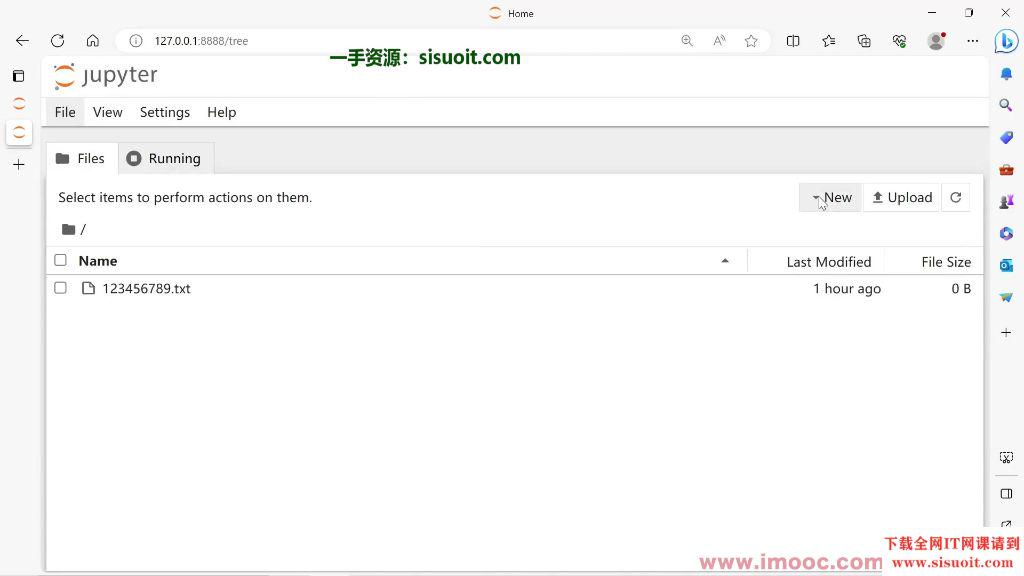 Home
127.0.0.1:8888/tree
一手资源：sisuoit.com
jupyter
File View Settings Help
Files Running
Select items to perform actions on them.
New Upload
/
Name Last Modified File Size
123456789.txt 1 hour ago 0 B
下载全网IT网课请到
www.imooc.com
www.sisuoit.com